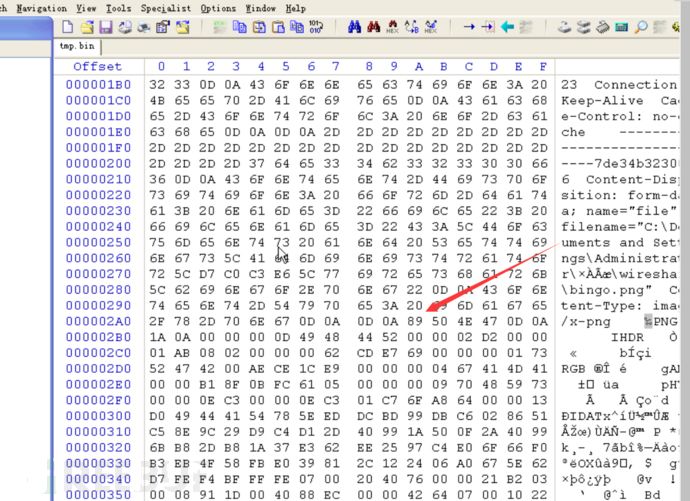 ch Navigation View Tools Specialist Options Window Help
tmp.bin
Offset 0 1 2 3 4 5 6 7 8 9 A B C D E F
000001B0 32 33 0D 0A 43 6F 6E 6E 65 63 74 69 6F 6E 3A 20 23 Connection
000001C0 4B 65 65 70 2D 41 6C 69 76 65 0D 0A 43 61 63 68 Keep-Alive Cac
000001D0 65 2D 43 6F 6E 74 72 6F 6C 3A 20 6E 6F 2D 63 61 e-Control: no-c
000001E0 63 68 65 0D 0A 0D 0A 2D 2D 2D 2D 2D 2D 2D 2D 2D che --------
000001F0 2D 2D 2D 2D 2D 2D 2D 2D 2D 2D 2D 2D 2D 2D 2D 2D ---------------
00000200 2D 2D 2D 2D 37 64 65 33 34 62 33 32 33 30 30 66 ----7de34b32300
00000210 36 0D 0A 43 6F 6E 74 65 6E 74 2D 44 69 73 70 6F 6 Content-Disp
00000220 73 69 74 69 6F 6E 3A 20 66 6F 72 6D 2D 64 61 74 sition: form-da
00000230 61 3B 20 6E 61 6D 65 3D 22 66 69 6C 65 22 3B 20 a; name="file"
00000240 66 69 6C 65 6E 61 6D 65 3D 22 43 3A 5C 44 6F 63 filename="C:\Do
00000250 75 6D 65 6E 74 73 20 61 6E 64 20 53 65 74 74 69 uments and Set
00000260 6E 67 73 5C 41 6D 69 6E 69 73 74 72 61 74 6F ngs\Administra
00000270 72 5C D7 C0 C3 E6 5C 77 69 72 65 73 68 61 72 6B r\×ÀÃæ\wiresha
00000280 5C 62 69 6E 67 6F 2E 70 6E 67 22 0D 0A 43 6F 6E \bingo.png" Co
00000290 74 65 6E 74 2D 54 79 70 65 3A 20 69 6D 61 67 65 tent-Type: ima
000002A0 2F 78 2D 70 6E 67 0D 0A 0D 0A 89 50 4E 47 0D 0A /x-png ‰PNG
000002B0 1A 0A 00 00 00 0D 49 48 44 52 00 00 02 D2 00 00 IHDR Ò
000002C0 01 AB 08 02 00 00 00 62 CD E7 69 00 00 00 01 73 « bÍçi
000002D0 52 47 42 00 AE CE 1C E9 00 00 00 04 67 41 4D 41 RGB ®Î é gAM
000002E0 00 00 B1 8F 0B FC 61 05 00 00 00 09 70 48 59 73 ± üa pH
000002F0 00 00 0E C3 00 00 0E C3 01 C7 6F A8 64 00 00 13 Ã Ã Ço¨d
00000300 D0 49 44 41 54 78 5E ED DC BD 99 DB C6 02 86 51 ÐIDATx^íÜ½™ÛÆ
00000310 C5 8E 9C 29 D9 C4 D1 2D 40 99 1A 50 0F 2A 40 99
00000320 6B B8 2D B8 1A 37 E3 62 EE 25 97 C4 E0 6F 66 F0
00000330 B3 EB 4F 58 FB E0 39 81 2C 12 24 06 A0 67 5E 62
00000340 FF FE 07 00 20 40 76 00 00 21 B2 03
00000350 00 08 91 1D 00 40 88 EC 00 00 42 64 07 00 10 22